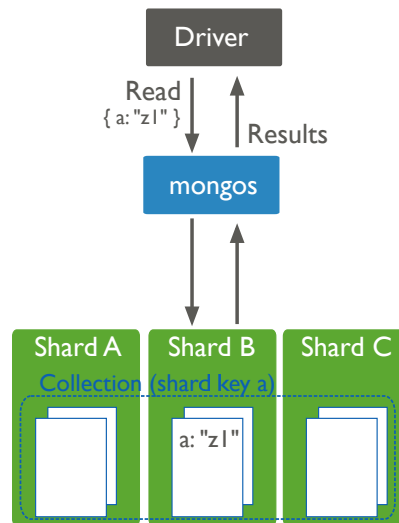 Driver
Read
{ a: "z1" }
Results
mongos
Shard A
Shard B
Shard C
Collection (shard key a)
a: "z1"